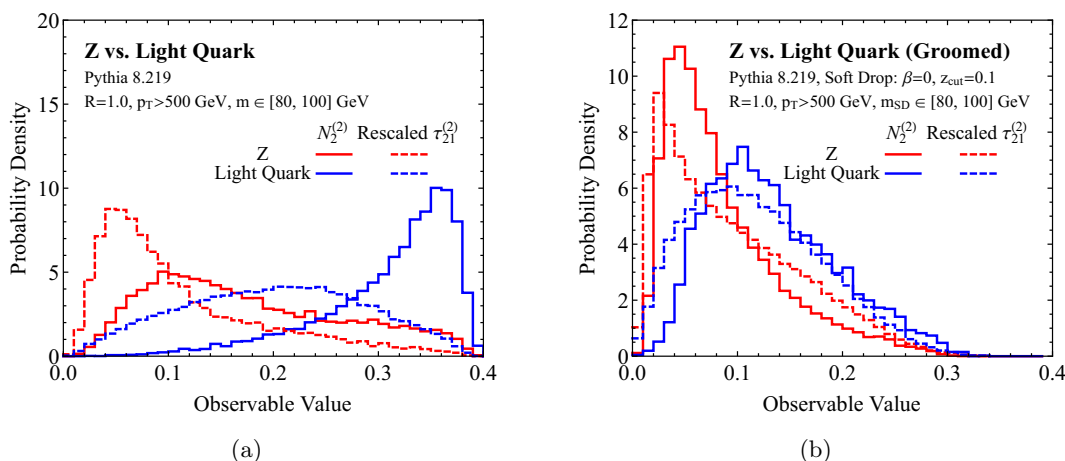 Z vs. Light Quark
Pythia 8.219
R=1.0, p_T>500 GeV, m ∈ [80, 100] GeV
N_2^(2) Rescaled τ_21^(2)
Z
Light Quark
Probability Density
20
15
10
5
0
0.0 0.1 0.2 0.3 0.4
Observable Value
(a)
Z vs. Light Quark (Groomed)
Pythia 8.219, Soft Drop: β=0, z_cut=0.1
R=1.0, p_T>500 GeV, m_SD ∈ [80, 100] GeV
N_2^(2) Rescaled τ_21^(2)
Z
Light Quark
Probability Density
12
10
8
6
4
2
0
0.0 0.1 0.2 0.3 0.4
Observable Value
(b)